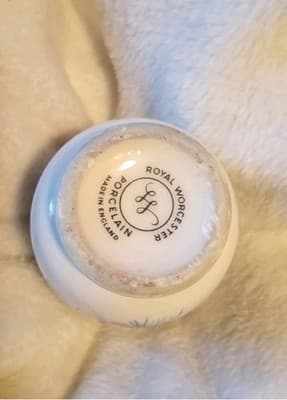 ROYAL WORCESTER
PORCELAIN
MADE IN ENGLAND